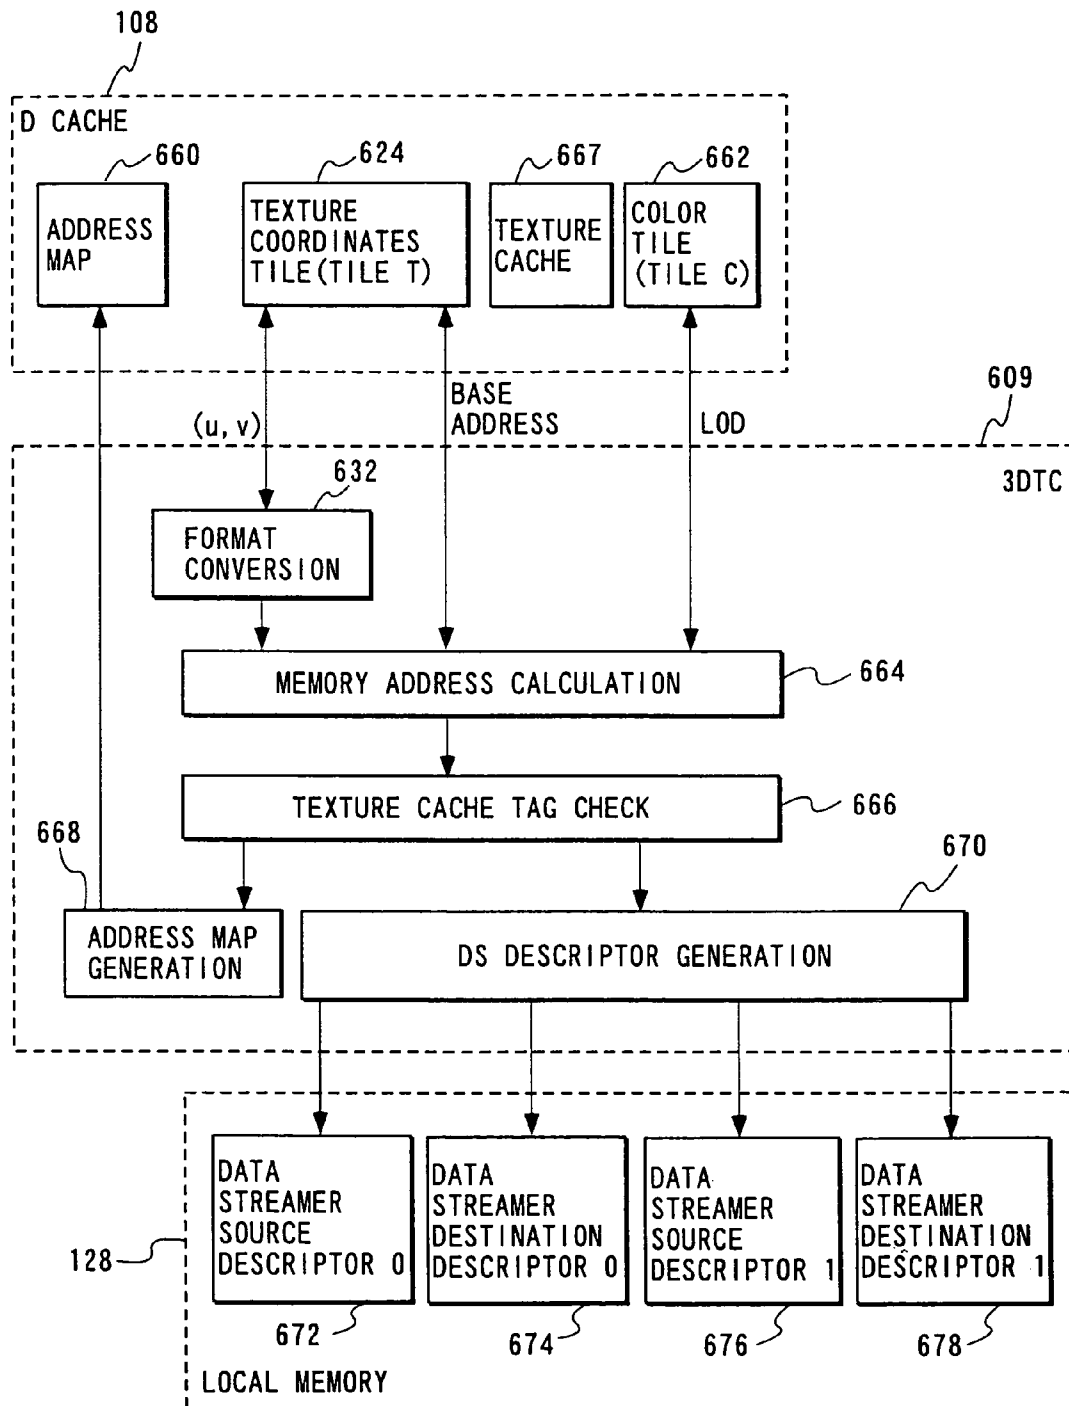 108
D CACHE
660
624
667
662
ADDRESS
MAP
TEXTURE
COORDINATES
TILE(TILE T)
TEXTURE
CACHE
COLOR
TILE
(TILE C)
(u,v)
BASE
ADDRESS
LOD
609
3DTC
632
FORMAT
CONVERSION
MEMORY ADDRESS CALCULATION
664
TEXTURE CACHE TAG CHECK
666
668
670
ADDRESS MAP
GENERATION
DS DESCRIPTOR GENERATION
DATA
STREAMER
SOURCE
DESCRIPTOR 0
DATA
STREAMER
DESTINATION
DESCRIPTOR 0
DATA
STREAMER
SOURCE
DESCRIPTOR 1
DATA
STREAMER
DESTINATION
DESCRIPTOR 1
128
672
674
676
678
LOCAL MEMORY